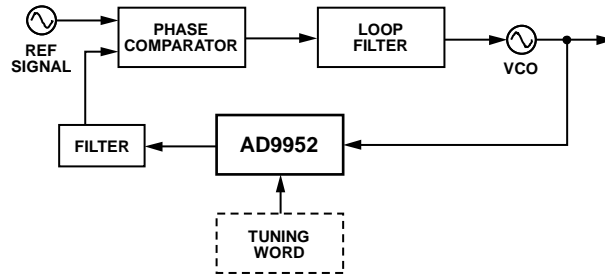 REF
SIGNAL
PHASE
COMPARATOR
LOOP
FILTER
VCO
FILTER
AD9952
TUNING
WORD